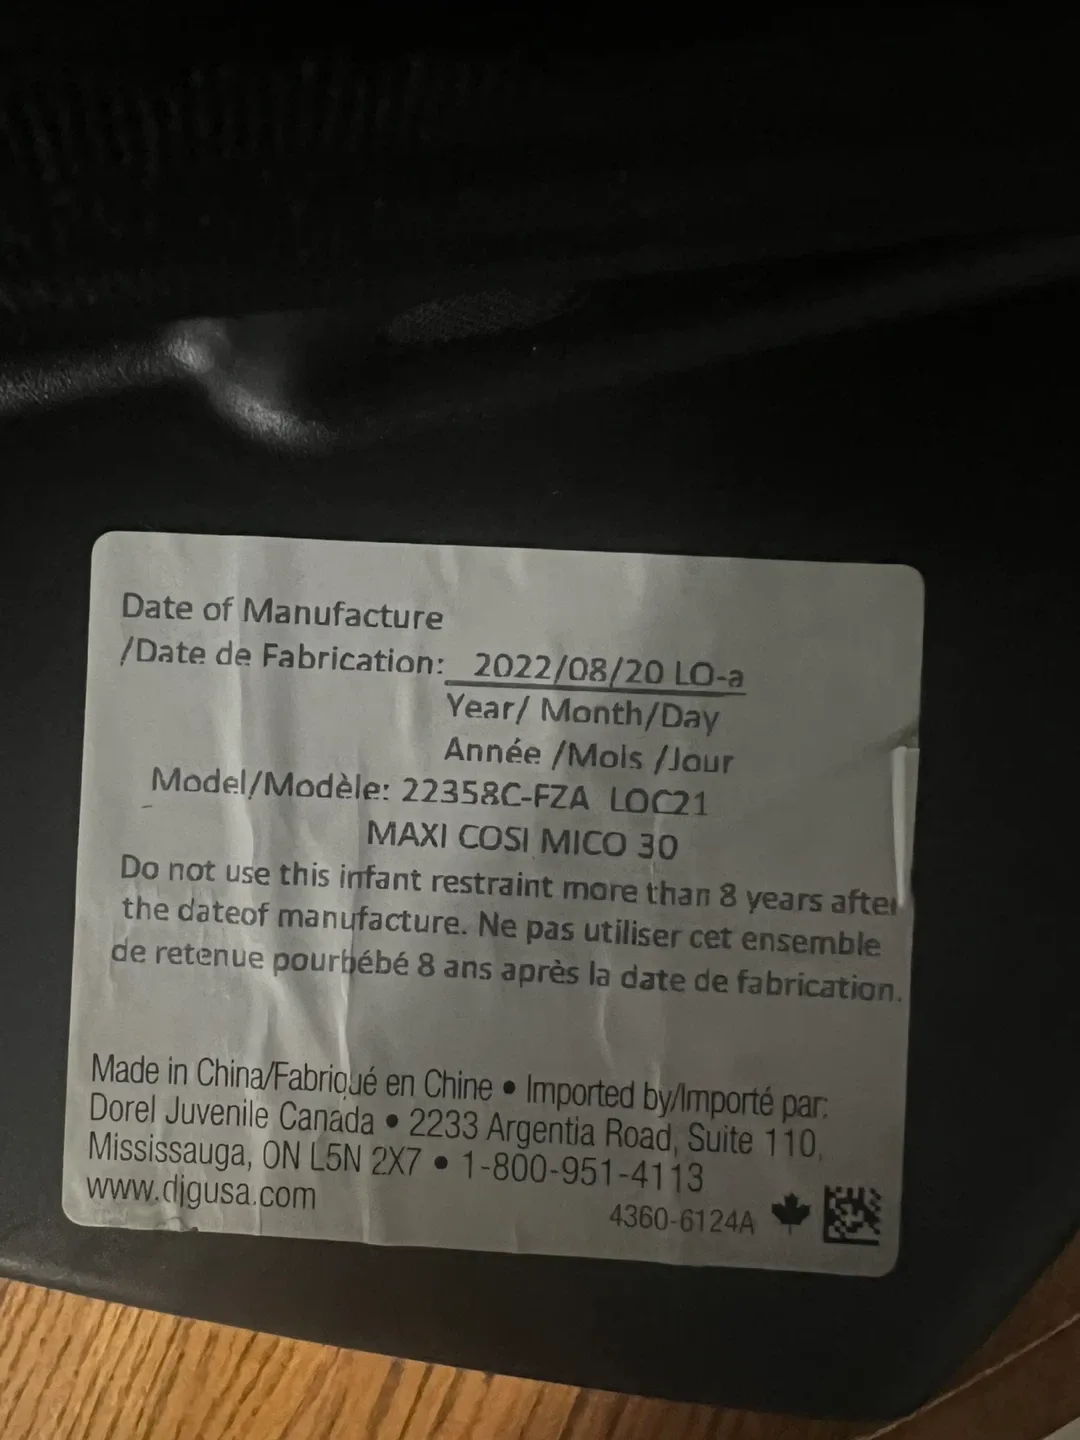 Date of Manufacture
/Date de Fabrication: 2022/08/20 LO-a
Year/ Month/Day
Année /Mois /Jour
Model/Modèle: 22358C-FZA LOC21
MAXI COSI MICO 30
Do not use this infant restraint more than 8 years after
the dateof manufacture. Ne pas utiliser cet ensemble
de retenue pourbébé 8 ans après la date de fabrication.
Made in China/Fabriqué en Chine • Imported by/Importé par:
Dorel Juvenile Canada • 2233 Argentia Road, Suite 110,
Mississauga, ON L5N 2X7 • 1-800-951-4113
www.djgusa.com
4360-6124A